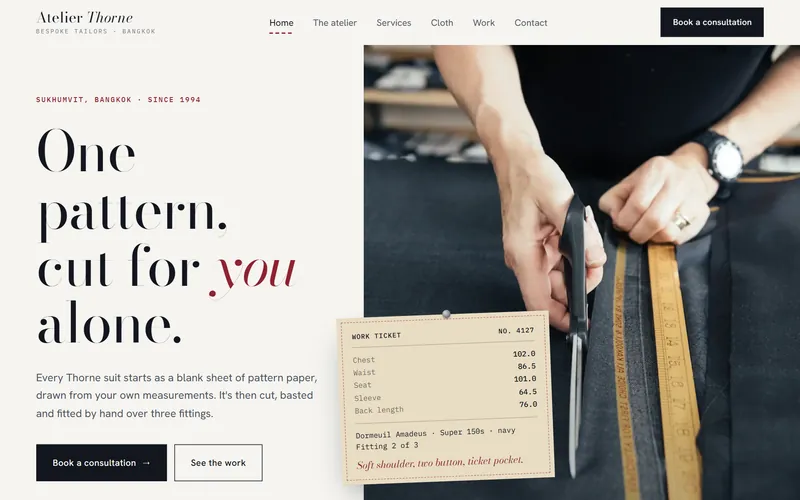 Atelier Thorne
BESPOKE TAILORS · BANGKOK
Home
The atelier
Services
Cloth
Work
Contact
Book a consultation
SUKHUMVIT, BANGKOK · SINCE 1994
One
pattern,
cut for you
alone.
Every Thorne suit starts as a blank sheet of pattern paper,
drawn from your own measurements. It's then cut, basted
and fitted by hand over three fittings.
Book a consultation →
See the work
WORK TICKET NO. 4127
Chest 102.0
Waist 86.5
Seat 101.0
Sleeve 64.5
Back length 76.0
Dormeuil Amadeus · Super 150s · navy
Fitting 2 of 3
Soft shoulder, two button, ticket pocket.